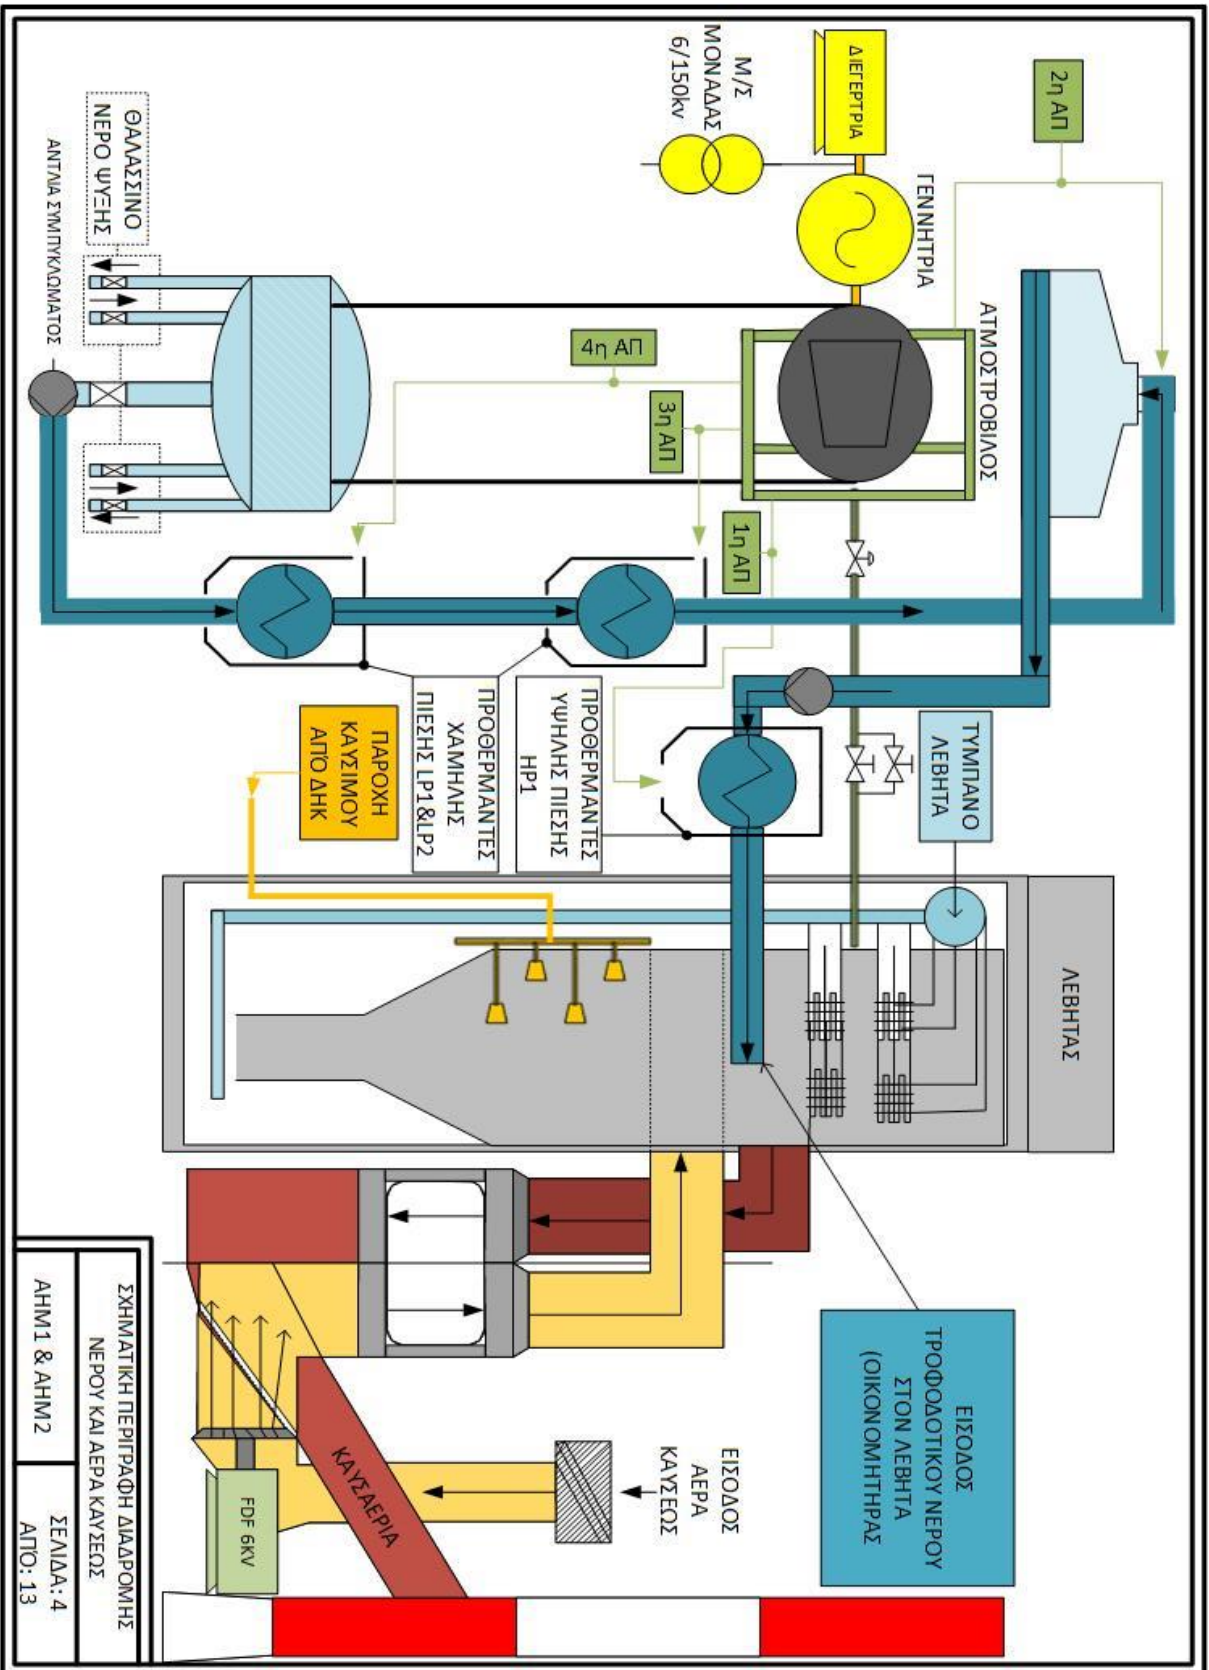 2η ΑΠ
ΔΙΕΓΕΡΤΡΙΑ
Μ/Σ
ΜΟΝΑΔΑΣ
6/150kv
ΓΕΝΝΗΤΡΙΑ
ΑΤΜΟΣΤΡΟΒΙΛΟΣ
ΘΑΛΑΣΣΙΝΟ
ΝΕΡΟ ΨΥΞΗΣ
ΑΝΤΛΙΑ ΣΥΜΠΥΚΛΩΜΑΤΟΣ
4η ΑΠ
3η ΑΠ
1η ΑΠ
ΤΥΜΠΑΝΟ
ΛΕΒΗΤΑ
ΠΡΟΘΕΡΜΑΝΤΕΣ
ΥΨΗΛΗΣ ΠΙΕΣΗΣ
HP1
ΠΡΟΘΕΡΜΑΝΤΕΣ
ΧΑΜΗΛΗΣ
ΠΙΕΣΗΣ LP1&LP2
ΠΑΡΟΧΗ
ΚΑΥΣΙΜΟΥ
ΑΠΌ ΔΗΚ
ΛΕΒΗΤΑΣ
ΕΙΣΟΔΟΣ
ΤΡΟΦΟΔΟΤΙΚΟΥ ΝΕΡΟΥ
ΣΤΟΝ ΛΕΒΗΤΑ
(ΟΙΚΟΝΟΜΗΤΗΡΑΣ)
ΕΙΣΟΔΟΣ
ΑΕΡΑ
ΚΑΥΣΕΩΣ
ΚΑΥΣΑΕΡΙΑ
FDF 6KV
ΣΧΗΜΑΤΙΚΗ ΠΕΡΙΓΡΑΦΗ ΔΙΑΔΡΟΜΗΣ
ΝΕΡΟΥ ΚΑΙ ΑΕΡΑ ΚΑΥΣΕΩΣ
ΑΗΜ1 & ΑΗΜ2
ΣΕΛΙΔΑ: 4
ΑΠΌ: 13